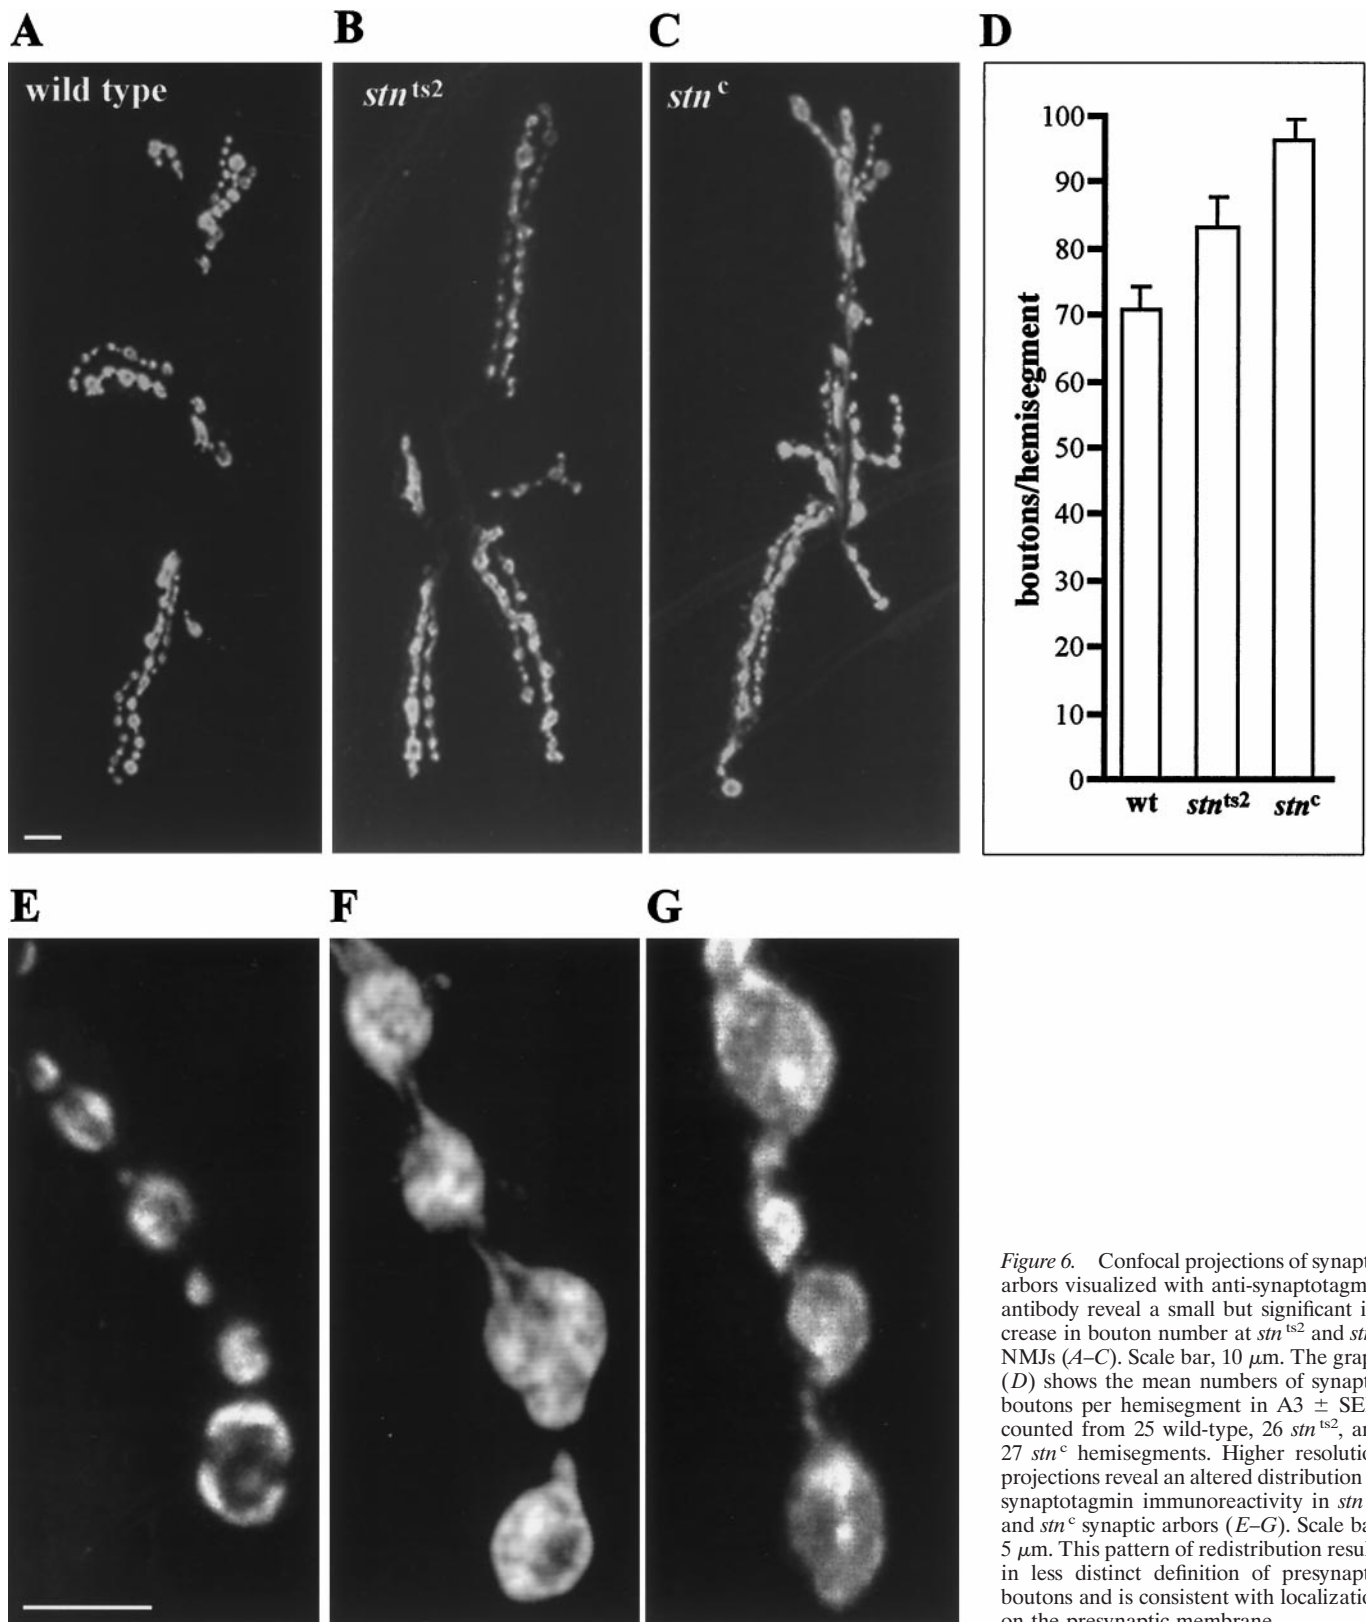 A
B
C
D
wild type
stn ts2
stn c
100
90
80
70
60
50
40
30
20
10
0
boutons/hemisegment
wt
stn ts2
stn c
E
F
G
Figure 6. Confocal projections of synapt
arbors visualized with anti-synaptotagm
antibody reveal a small but significant i
crease in bouton number at stn ts2 and stn
NMJs (A–C). Scale bar, 10 μm. The grap
(D) shows the mean numbers of synapt
boutons per hemisegment in A3 ± SE
counted from 25 wild-type, 26 stn ts2, an
27 stn c hemisegments. Higher resolutio
projections reveal an altered distribution
synaptotagmin immunoreactivity in stn
and stn c synaptic arbors (E–G). Scale ba
5 μm. This pattern of redistribution resul
in less distinct definition of presynapt
boutons and is consistent with localizatio
on the presynaptic membrane